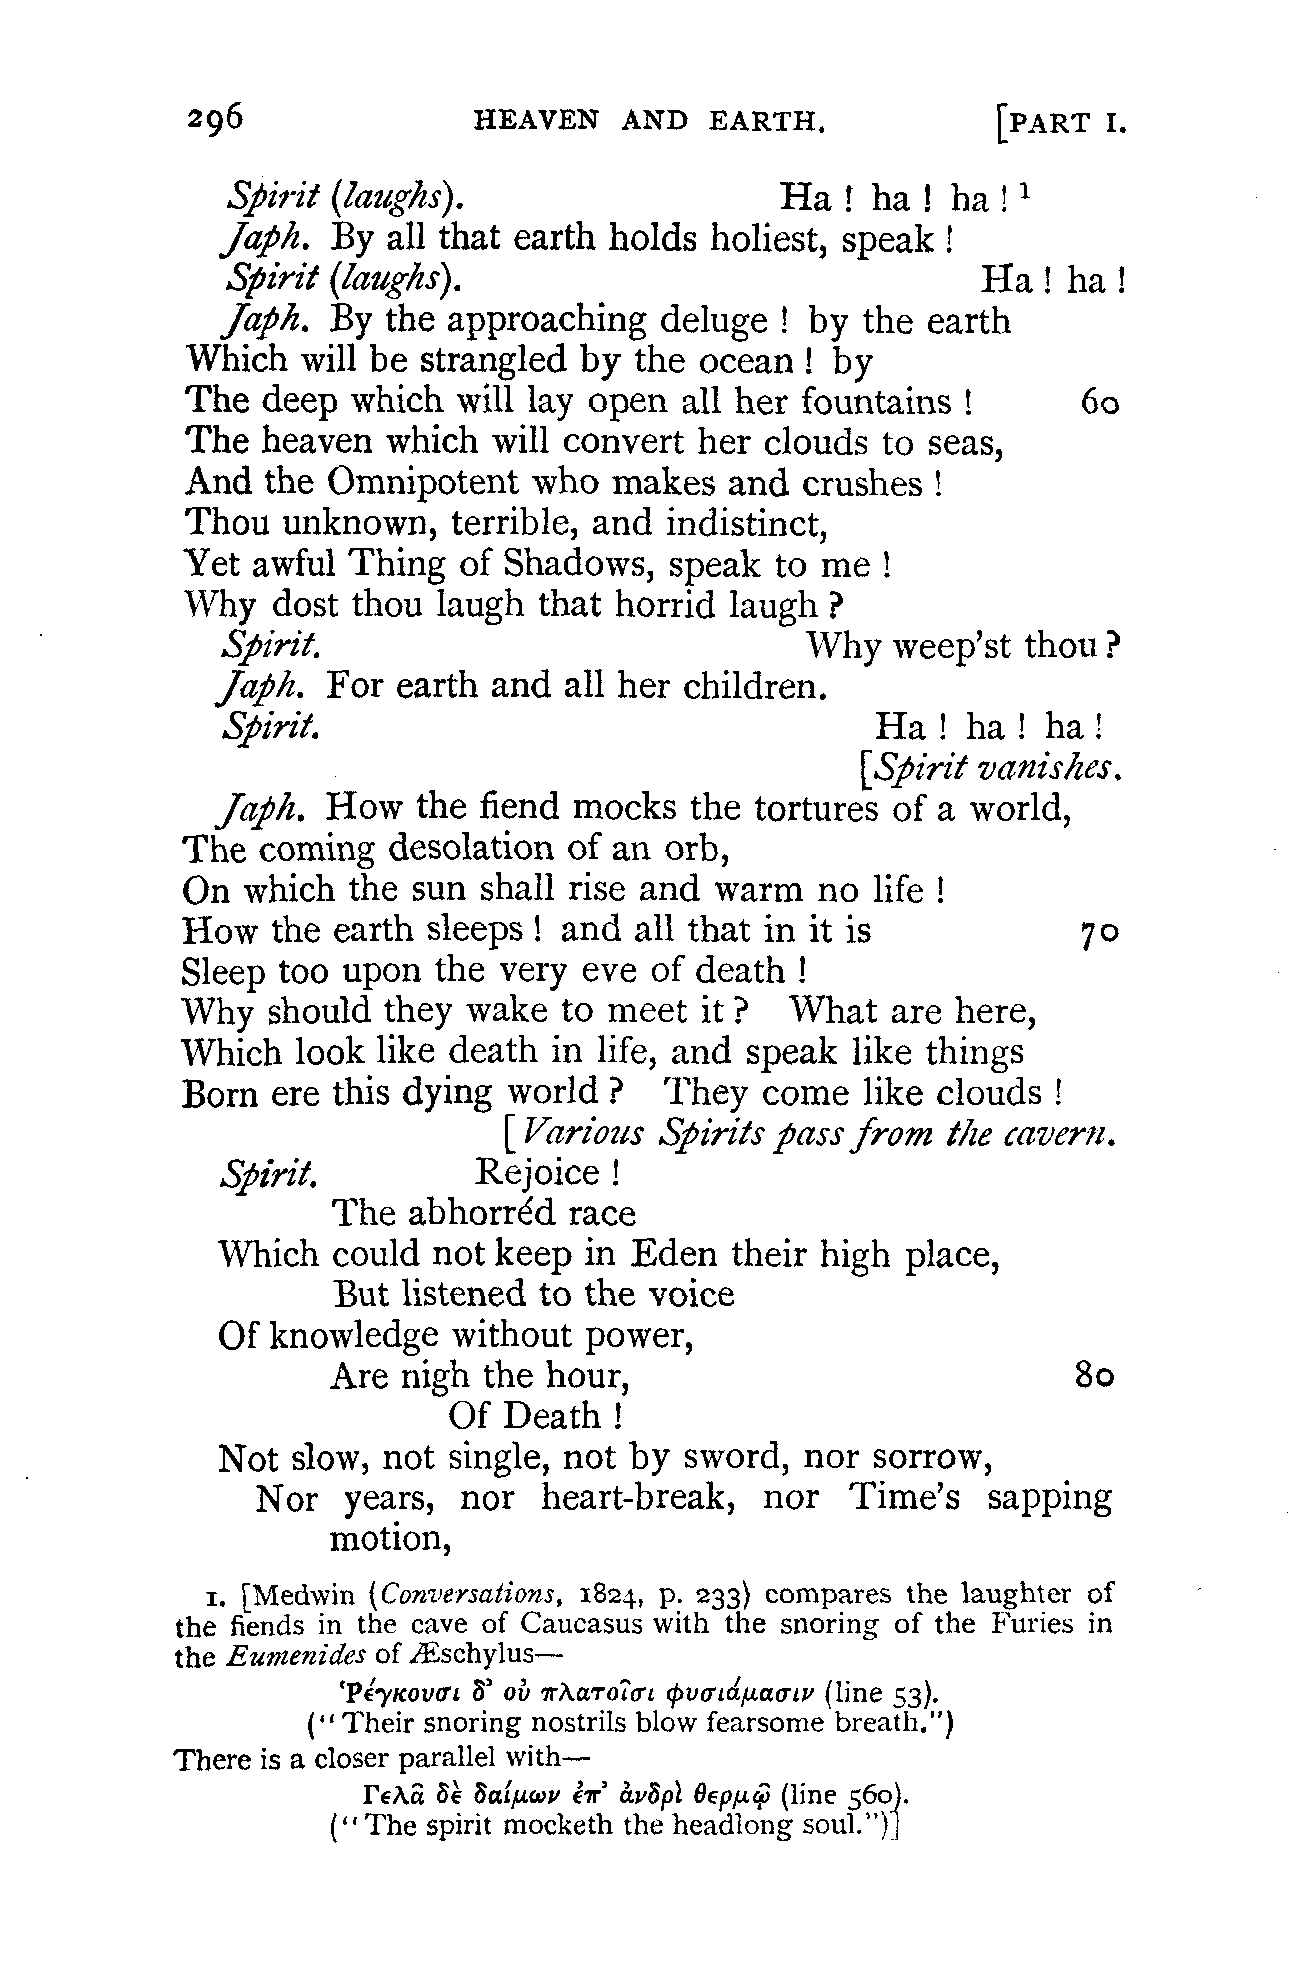 296 HEAVEN AND EARTH. [PART I.
Spirit (laughs). Ha ! ha ! ha ! ¹
Japh. By all that earth holds holiest, speak !
Spirit (laughs). Ha ! ha !
Japh. By the approaching deluge ! by the earth
Which will be strangled by the ocean ! by
The deep which will lay open all her fountains ! 60
The heaven which will convert her clouds to seas,
And the Omnipotent who makes and crushes !
Thou unknown, terrible, and indistinct,
Yet awful Thing of Shadows, speak to me !
Why dost thou laugh that horrid laugh ?
Spirit. Why weep'st thou ?
Japh. For earth and all her children.
Spirit. Ha ! ha ! ha !
[Spirit vanishes.
Japh. How the fiend mocks the tortures of a world,
The coming desolation of an orb,
On which the sun shall rise and warm no life !
How the earth sleeps ! and all that in it is 70
Sleep too upon the very eve of death !
Why should they wake to meet it ? What are here,
Which look like death in life, and speak like things
Born ere this dying world ? They come like clouds !
[Various Spirits pass from the cavern.
Spirit. Rejoice !
The abhorréd race
Which could not keep in Eden their high place,
But listened to the voice
Of knowledge without power,
Are nigh the hour, 80
Of Death !
Not slow, not single, not by sword, nor sorrow,
Nor years, nor heart-break, nor Time's sapping
motion,
1. [Medwin (Conversations, 1824, p. 233) compares the laughter of
the fiends in the cave of Caucasus with the snoring of the Furies in
the Eumenides of Æschylus—
Ῥέγκουσι δ' οὐ πλατοῖσι φυσιάμασιν (line 53).
("Their snoring nostrils blow fearsome breath.")
There is a closer parallel with—
Γελᾷ δὲ δαίμων ἐπ' ἀνδρὶ θερμῷ (line 560).
("The spirit mocketh the headlong soul.")]